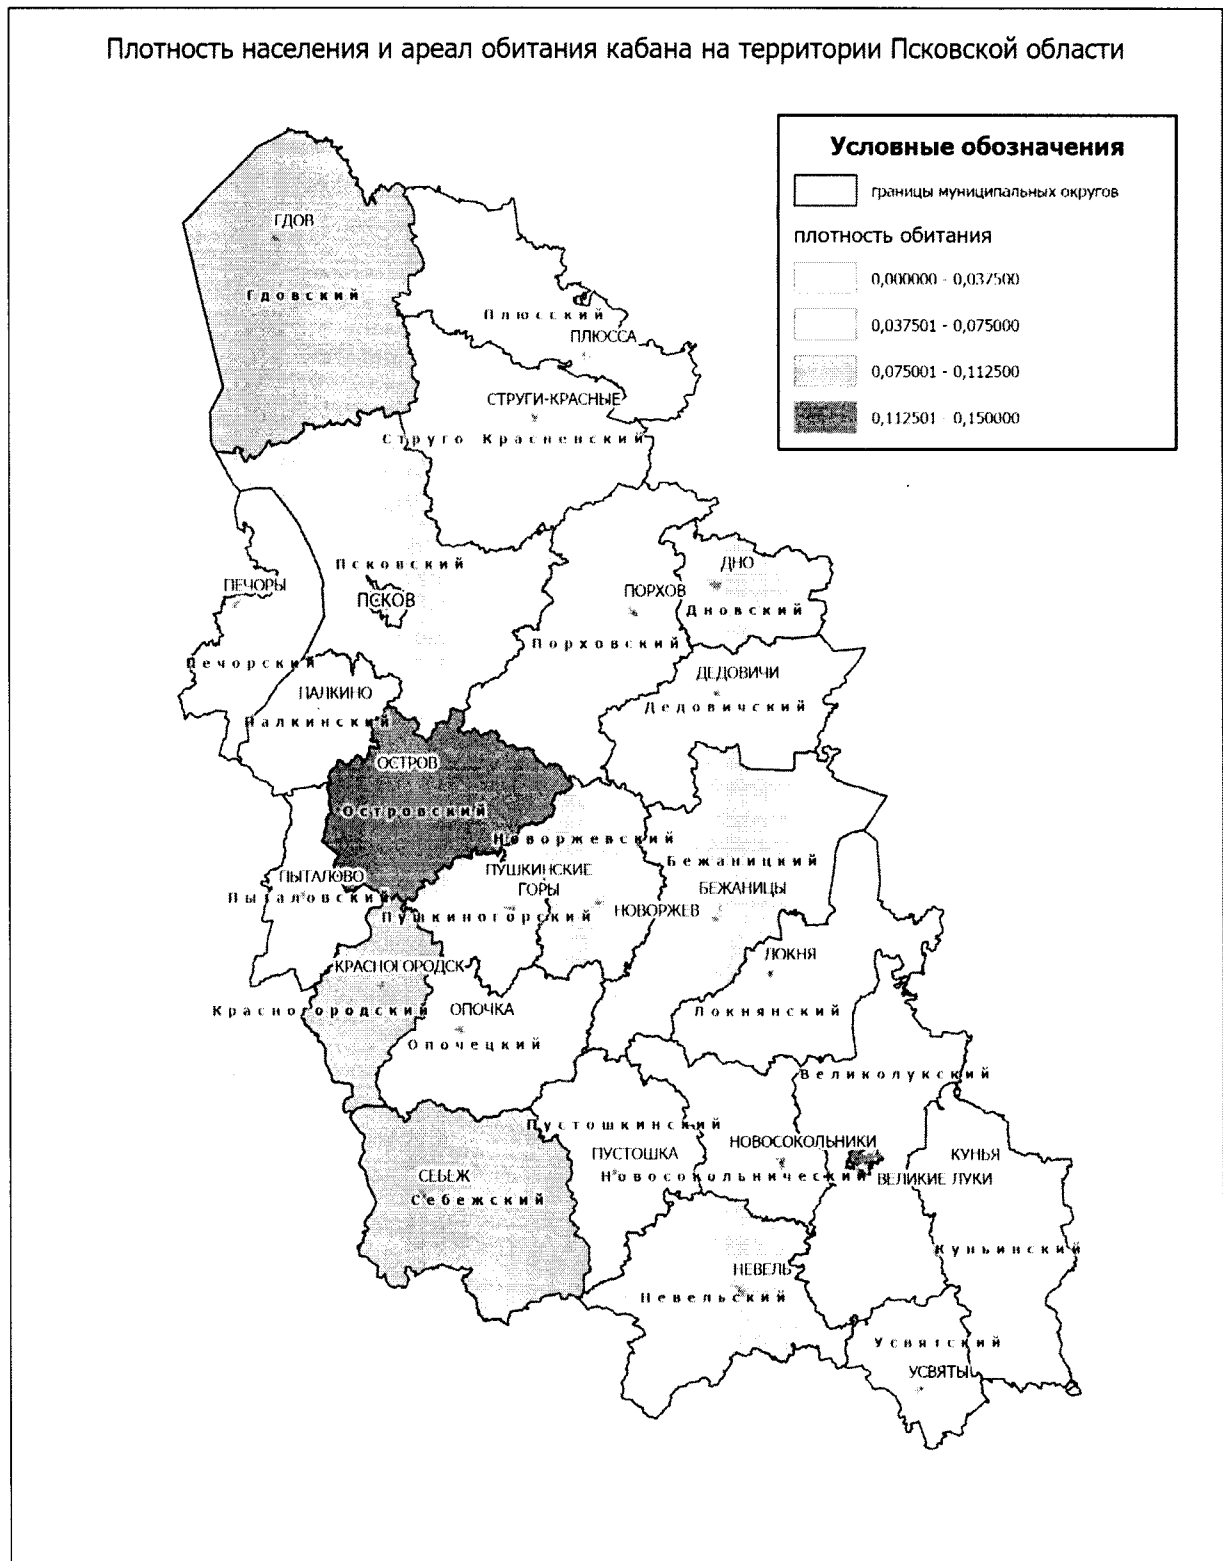 Плотность населения и ареал обитания кабана на территории Псковской области
Условные обозначения
границы муниципальных округов
плотность обитания
0,000000 - 0,037500
0,037501 - 0,075000
0,075001 - 0,112500
0,112501 - 0,150000
ГДОВ
Гдовский
Плюсский
ПЛЮССА
СТРУГИ-КРАСНЫЕ
Струго Красненский
Псковский
ПСКОВ
ПЕЧОРЫ
Печорский
ДНО
Дновский
ПОРХОВ
Порховский
ДЕДОВИЧИ
Дедовичский
ПАЛКИНО
Палкинский
ОСТРОВ
Островский
Новоржевский
ПУШКИНСКИЕ
ГОРЫ
Пушкиногорский
НОВОРЖЕВ
Бежаницкий
БЕЖАНИЦЫ
ПЫТАЛОВО
Пыталовский
КРАСНОГОРОДСК
Красногородский
ОПОЧКА
Опочецкий
ЛОКНЯ
Локнянский
Великолукский
Пустошкинский
ПУСТОШКА
НОВОСОКОЛЬНИКИ
Новосокольнический
ВЕЛИКИЕ ЛУКИ
КУНЬЯ
Куньинский
СЕБЕЖ
Себежский
НЕВЕЛЬ
Невельский
Усвятский
УСВЯТЫ